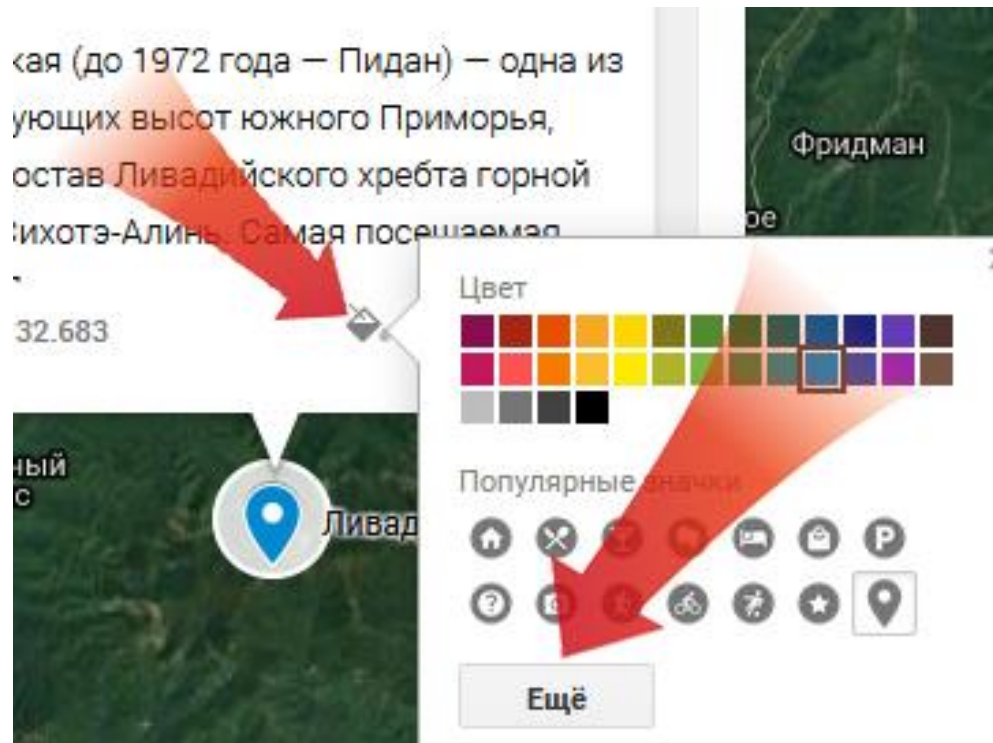 кая (до 1972 года — Пидан) — одна из
ующих высот южного Приморья,
остав Ливадийского хребта горной
Сихотэ-Алинь. Самая посещаемая
32.683
Фридман
ое
Цвет
ный
с
Ливад
Популярные значки
P
?
Ещё